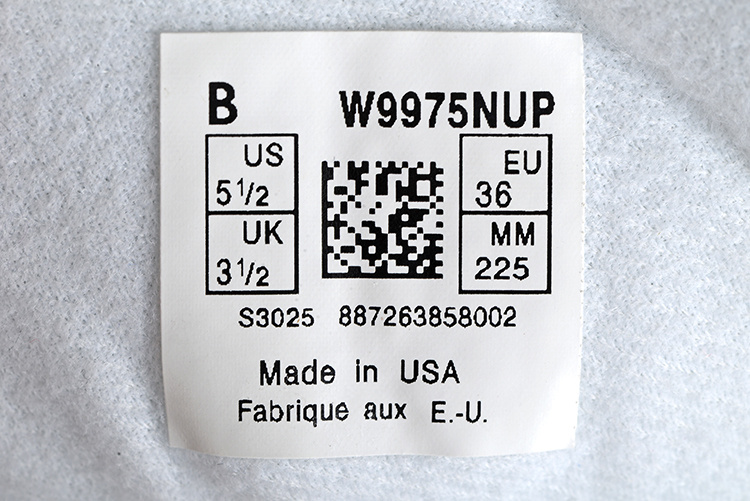 B W9975NUP
US EU
5 1/2 36
UK MM
3 1/2 225
S3025 887263858002
Made in USA
Fabrique aux E.-U.